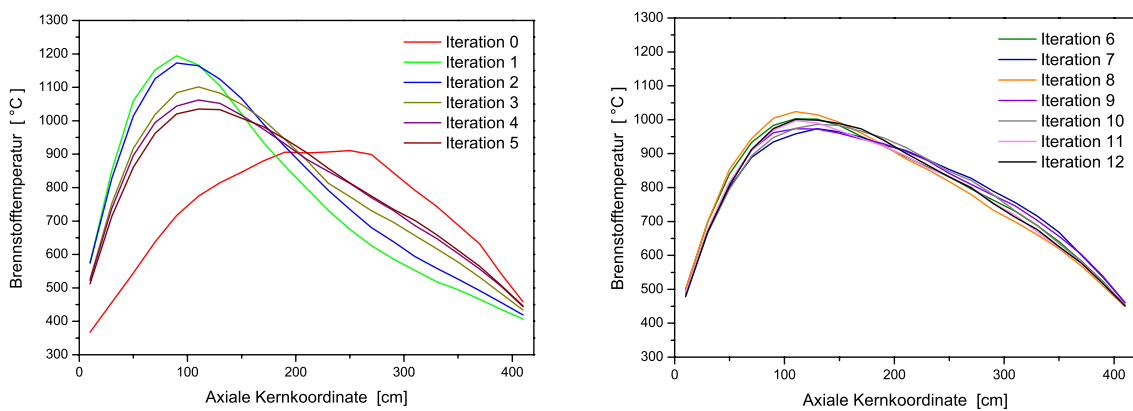 1300
1200
1100
1000
900
800
700
600
500
400
300
0
100
200
300
400
Brennstofftemperatur [ °C]
Axiale Kernkoordinate [cm]
Iteration 0
Iteration 1
Iteration 2
Iteration 3
Iteration 4
Iteration 5
1300
1200
1100
1000
900
800
700
600
500
400
300
0
100
200
300
400
Brennstofftemperatur [ °C]
Axiale Kernkoordinate [cm]
Iteration 6
Iteration 7
Iteration 8
Iteration 9
Iteration 10
Iteration 11
Iteration 12